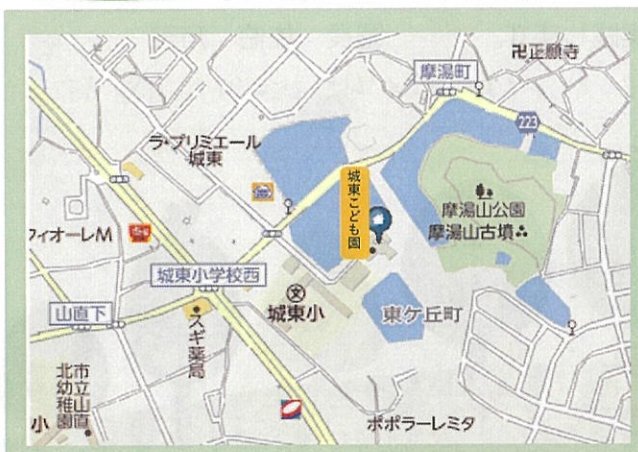 卍正願寺
摩湯町
223
ラ・プリミエール
城東
城東こども園
摩湯山公園
摩湯山古墳
フィオーレM
城東小学校西
山直下
文
城東小
東ケ丘町
スギ薬局
市立山直
北幼稚園
小
ポポラーレミタ